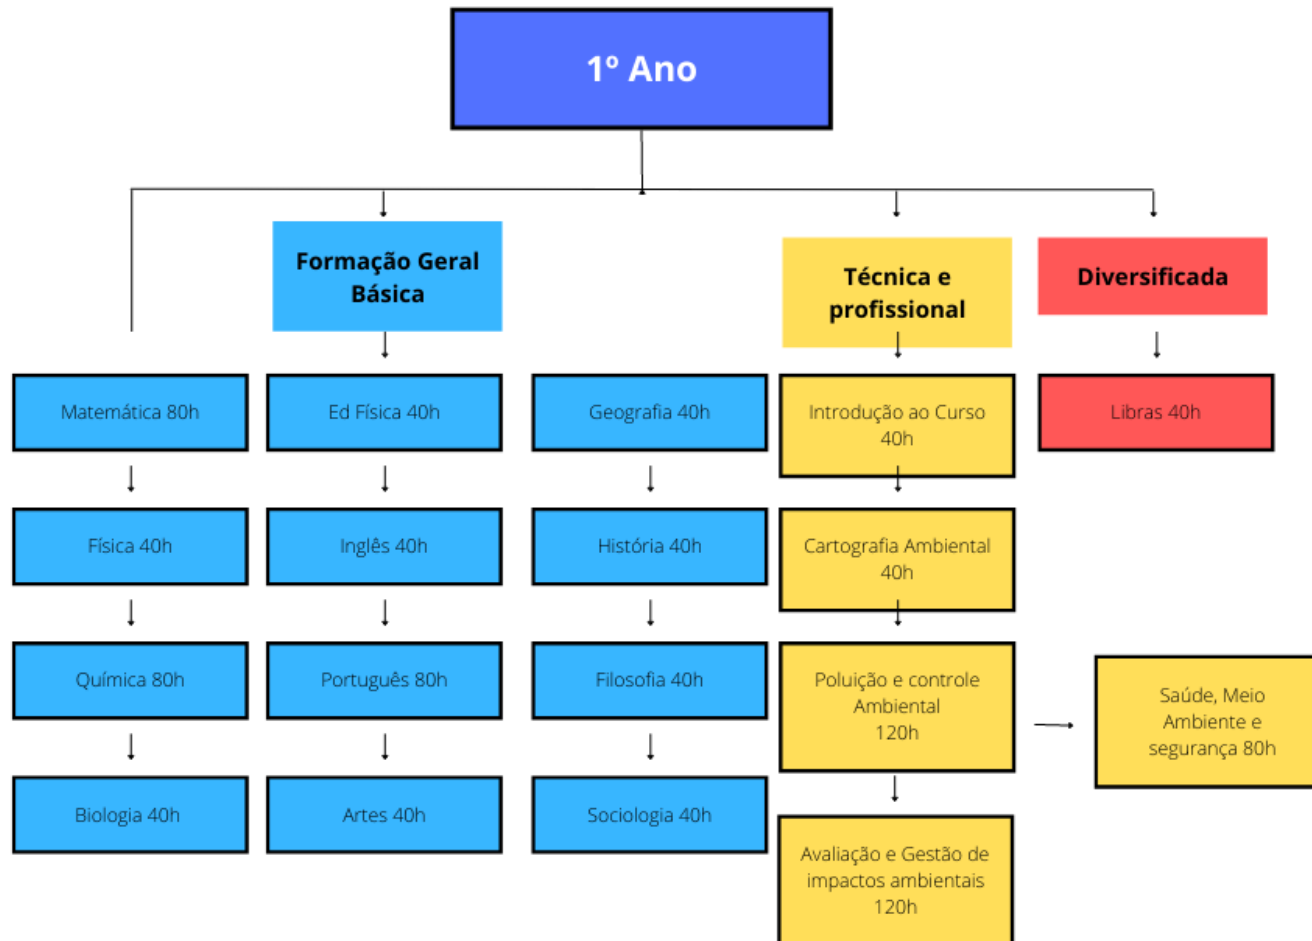 1º Ano
Formação Geral
Básica
Técnica e
profissional
Diversificada
Matemática 80h
Ed Física 40h
Geografia 40h
Introdução ao Curso
40h
Libras 40h
Física 40h
Inglês 40h
História 40h
Cartografia Ambiental
40h
Química 80h
Português 80h
Filosofia 40h
Poluição e controle
Ambiental
120h
Saúde, Meio
Ambiente e
segurança 80h
Biologia 40h
Artes 40h
Sociologia 40h
Avaliação e Gestão de
impactos ambientais
120h